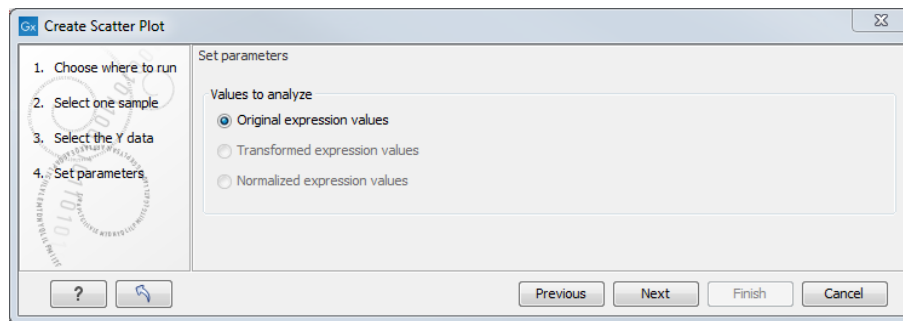 Gx Create Scatter Plot
1. Choose where to run
2. Select one sample
3. Select the Y data
4. Set parameters
Set parameters
Values to analyze
Original expression values
Transformed expression values
Normalized expression values
?
Previous
Next
Finish
Cancel